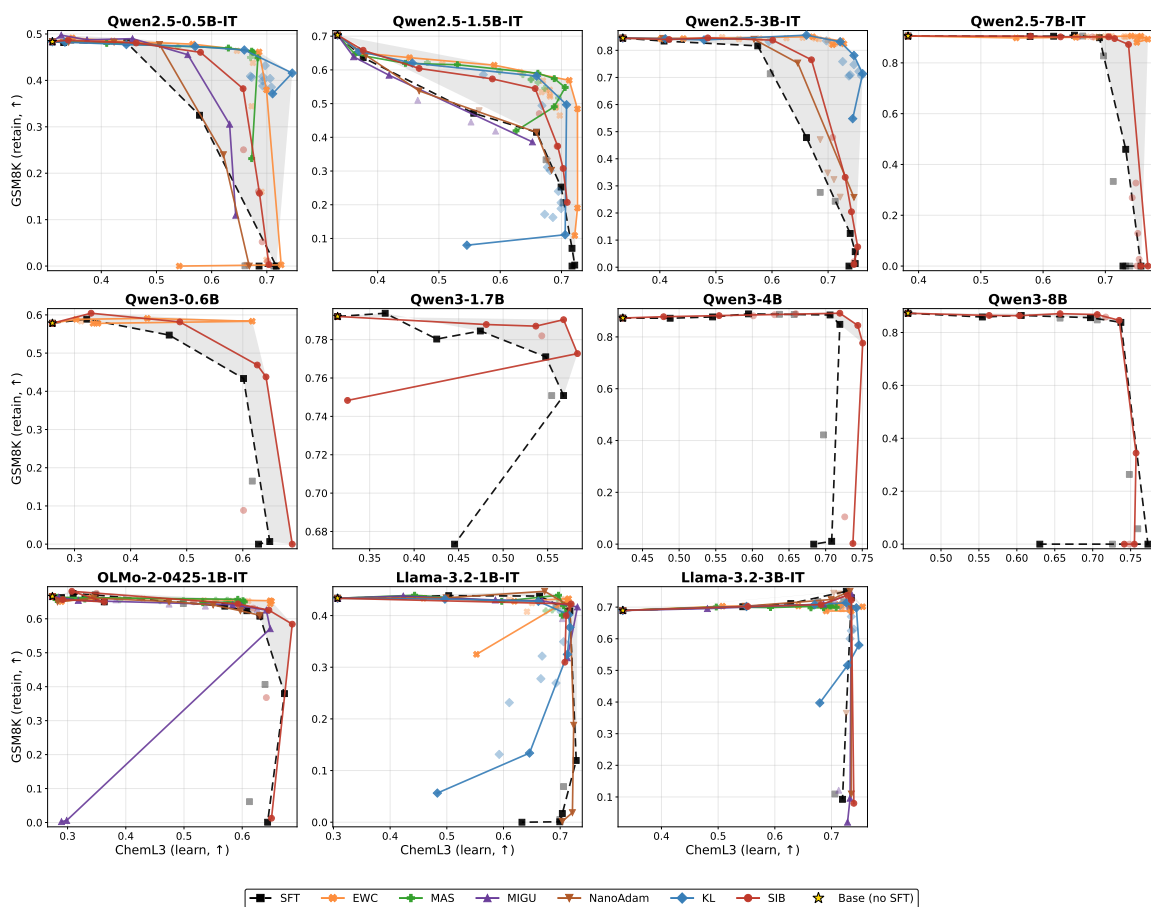 Qwen2.5-0.5B-IT
Qwen2.5-1.5B-IT
Qwen2.5-3B-IT
Qwen2.5-7B-IT
GSM8K (retain, ↑)
0.5
0.4
0.3
0.2
0.1
0.0
0.4 0.5 0.6 0.7
0.7
0.6
0.5
0.4
0.3
0.2
0.1
0.4 0.5 0.6 0.7
0.8
0.7
0.6
0.5
0.4
0.3
0.2
0.1
0.0
0.4 0.5 0.6 0.7
0.8
0.6
0.4
0.2
0.0
0.4 0.5 0.6 0.7
Qwen3-0.6B
Qwen3-1.7B
Qwen3-4B
Qwen3-8B
GSM8K (retain, ↑)
0.6
0.5
0.4
0.3
0.2
0.1
0.0
0.3 0.4 0.5 0.6
0.78
0.76
0.74
0.72
0.70
0.68
0.35 0.40 0.45 0.50 0.55
0.8
0.6
0.4
0.2
0.0
0.45 0.50 0.55 0.60 0.65 0.70 0.75
0.8
0.6
0.4
0.2
0.0
0.50 0.55 0.60 0.65 0.70 0.75
OLMo-2-0425-1B-IT
Llama-3.2-1B-IT
Llama-3.2-3B-IT
GSM8K (retain, ↑)
0.6
0.5
0.4
0.3
0.2
0.1
0.0
0.3 0.4 0.5 0.6
ChemL3 (learn, ↑)
0.4
0.3
0.2
0.1
0.0
0.3 0.4 0.5 0.6 0.7
ChemL3 (learn, ↑)
0.7
0.6
0.5
0.4
0.3
0.2
0.1
0.4 0.5 0.6 0.7
ChemL3 (learn, ↑)
SFT EWC MAS MIGU NanoAdam KL SIB Base (no SFT)